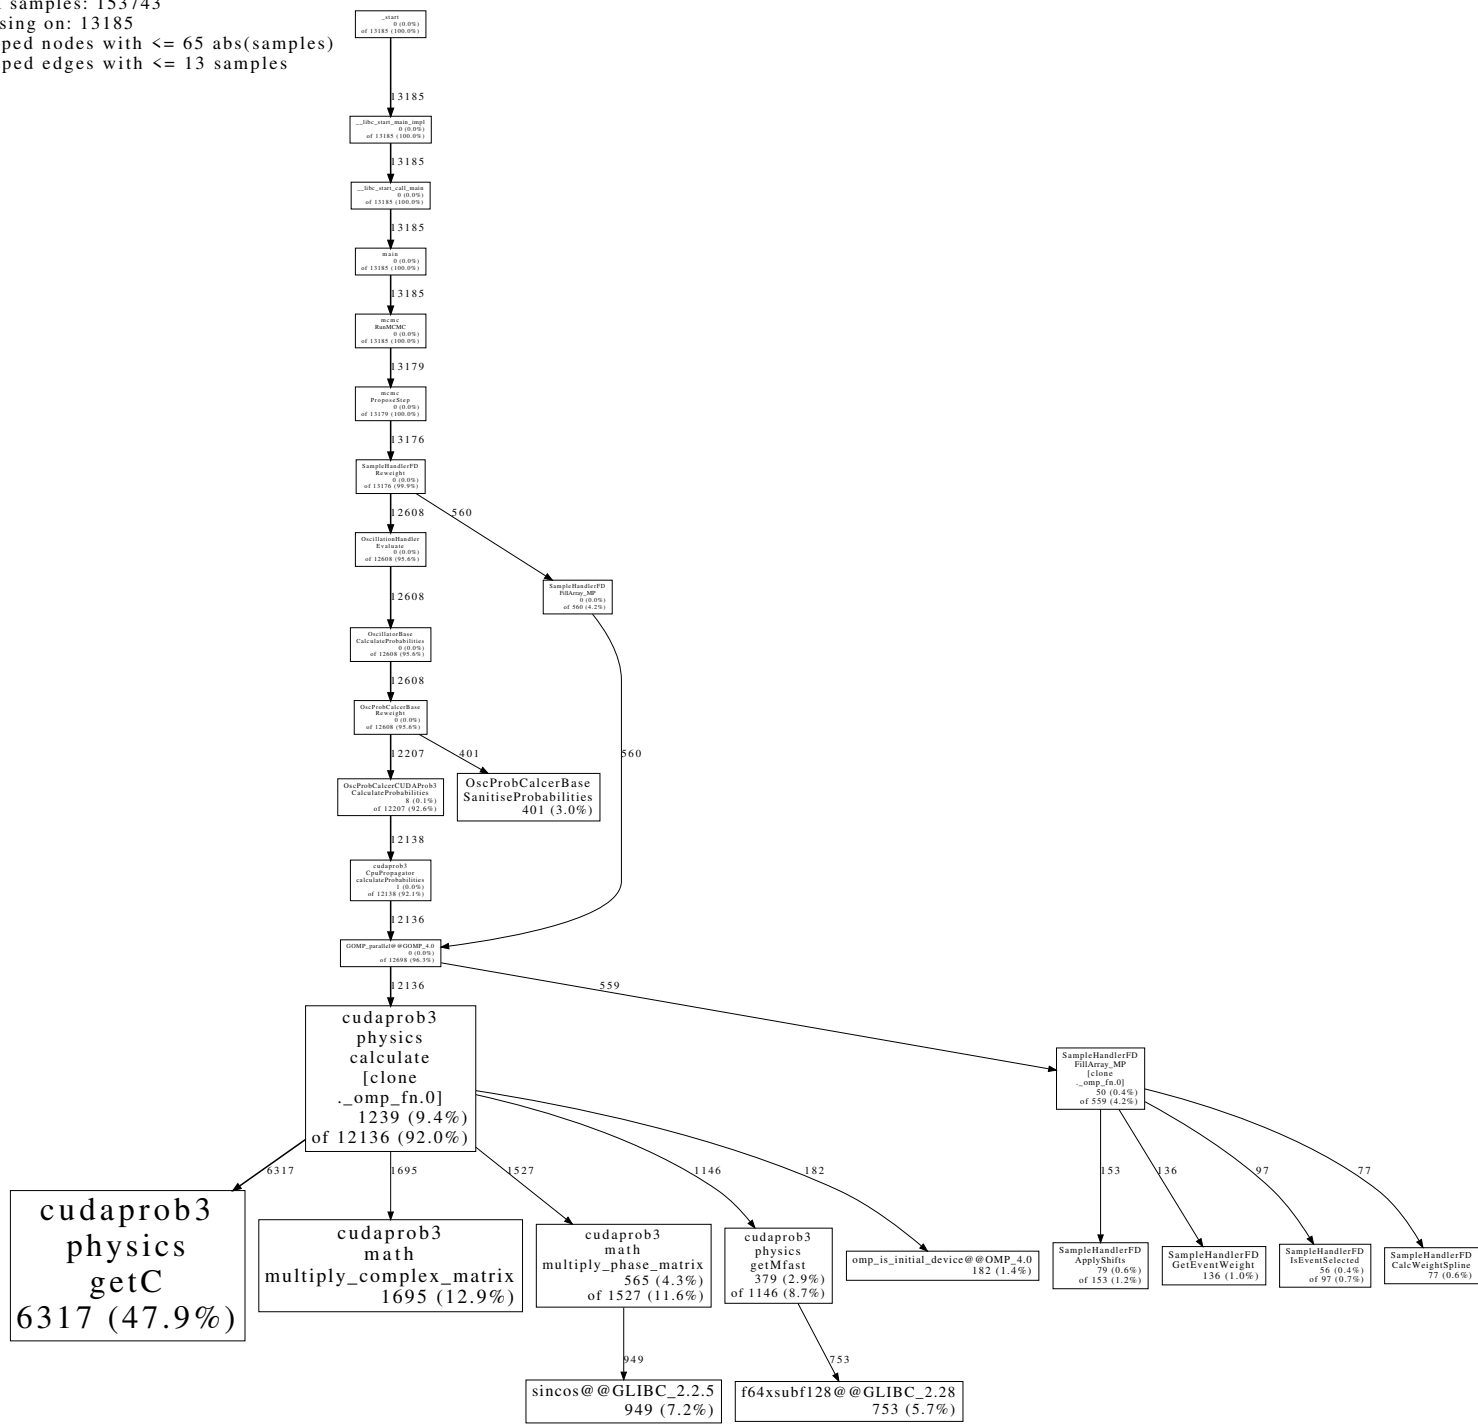 samples: 153743
sing on: 13185
ped nodes with <= 65 abs(samples)
ped edges with <= 13 samples
_start
0 (0.0%)
of 13185 (100.0%)
13185
__libc_start_main_impl
0 (0.0%)
of 13185 (100.0%)
13185
__libc_start_call_main
0 (0.0%)
of 13185 (100.0%)
13185
main
0 (0.0%)
of 13185 (100.0%)
13185
mcmc
RunMCMC
0 (0.0%)
of 13185 (100.0%)
13179
mcmc
ProposeStep
0 (0.0%)
of 13179 (100.0%)
13176
SampleHandlerFD
Reweight
0 (0.0%)
of 13176 (99.9%)
12608
560
OscillationHandler
Evaluate
0 (0.0%)
of 12608 (95.6%)
SampleHandlerFD
FillArray_MP
0 (0.0%)
of 560 (4.2%)
12608
OscillatorBase
CalculateProbabilities
0 (0.0%)
of 12608 (95.6%)
12608
OscProbCalcerBase
Reweight
0 (0.0%)
of 12608 (95.6%)
12207
401
560
OscProbCalcerCUDAProb3
CalculateProbabilities
8 (0.1%)
of 12207 (92.6%)
OscProbCalcerBase
SanitiseProbabilities
401 (3.0%)
12138
cudaprob3
CpuPropagator
calculateProbabilities
1 (0.0%)
of 12138 (92.1%)
12136
GOMP_parallel@@GOMP_4.0
0 (0.0%)
of 12698 (96.3%)
12136
559
cudaprob3
physics
calculate
[clone
._omp_fn.0]
1239 (9.4%)
of 12136 (92.0%)
SampleHandlerFD
FillArray_MP
[clone
._omp_fn.0]
50 (0.4%)
of 559 (4.2%)
6317
1695
1527
1146
182
153
136
97
77
cudaprob3
physics
getC
6317 (47.9%)
cudaprob3
math
multiply_complex_matrix
1695 (12.9%)
cudaprob3
math
multiply_phase_matrix
565 (4.3%)
of 1527 (11.6%)
cudaprob3
physics
getMfast
379 (2.9%)
of 1146 (8.7%)
omp_is_initial_device@@OMP_4.0
182 (1.4%)
SampleHandlerFD
ApplyShifts
79 (0.6%)
of 153 (1.2%)
SampleHandlerFD
GetEventWeight
136 (1.0%)
SampleHandlerFD
IsEventSelected
56 (0.4%)
of 97 (0.7%)
SampleHandlerFD
CalcWeightSpline
77 (0.6%)
949
753
sincos@@GLIBC_2.2.5
949 (7.2%)
f64xsubf128@@GLIBC_2.28
753 (5.7%)